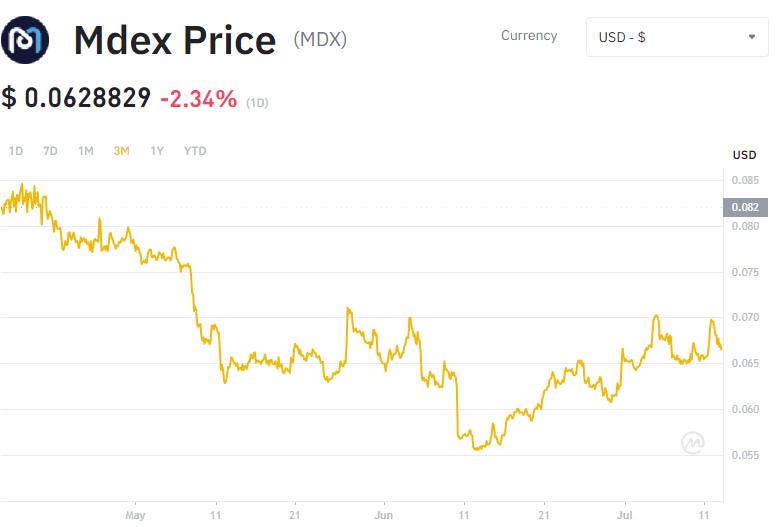 Mdex Price (MDX)
Currency
USD - $
$ 0.0628829 -2.34% (1D)
1D 7D 1M 3M 1Y YTD
USD
0.085
0.082
0.080
0.075
0.070
0.065
0.060
0.055
May 11 21 Jun 11 21 Jul 11